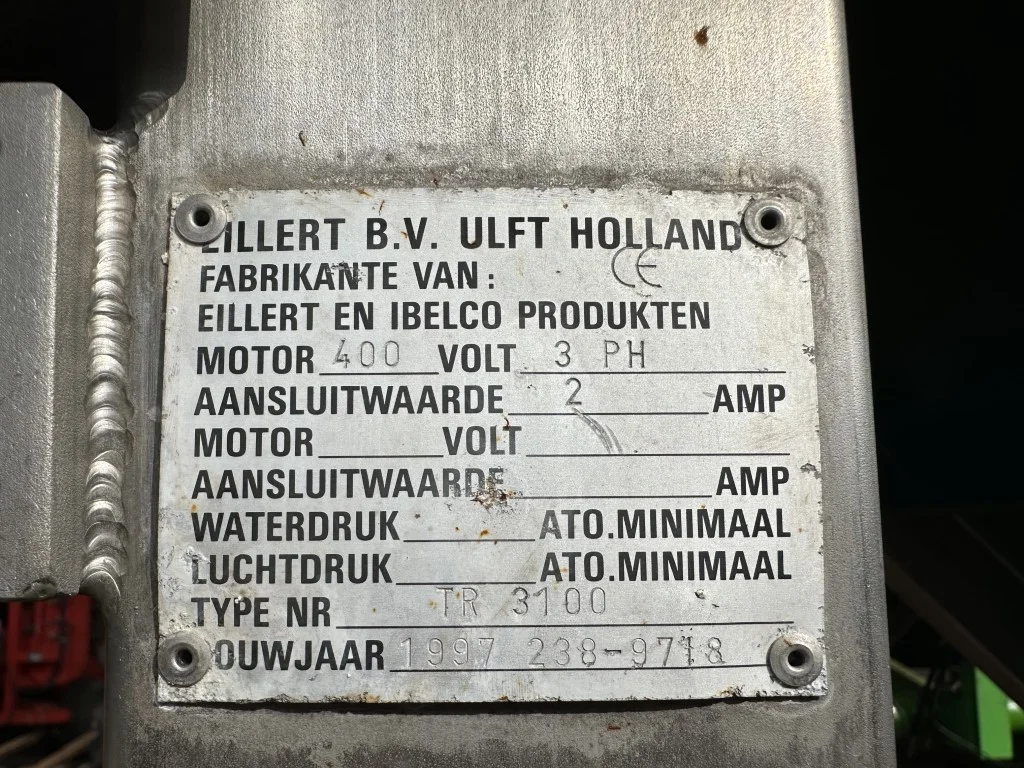 EILLERT B.V. ULFT HOLLAND
CE
FABRIKANTE VAN:
EILLERT EN IBELCO PRODUKTEN
MOTOR 400 VOLT 3 PH
AANSLUITWAARDE 2 AMP
MOTOR VOLT
AANSLUITWAARDE AMP
WATERDRUK ATO.MINIMAAL
LUCHTDRUK ATO.MINIMAAL
TYPE NR TR 3100
BOUWJAAR 1997 238-9718